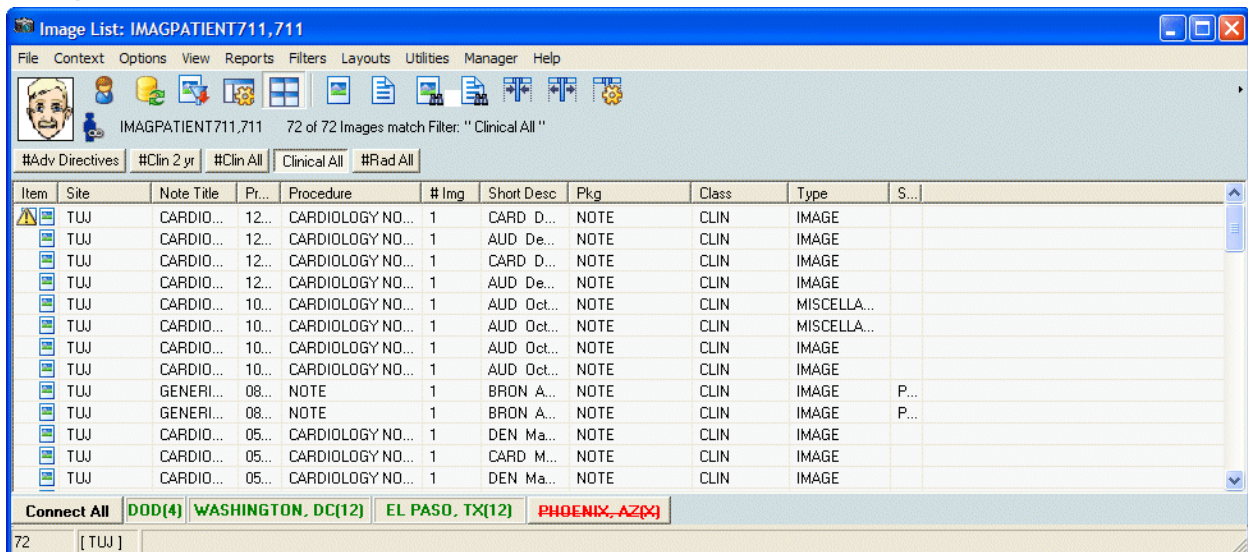 Image List: IMAGPATIENT711,711
File Context Options View Reports Filters Layouts Utilities Manager Help
IMAGPATIENT711,711 72 of 72 Images match Filter: " Clinical All "
#Adv Directives #Clin 2 yr #Clin All Clinical All #Rad All
Item Site Note Title Pr... Procedure # Img Short Desc Pkg Class Type S...
TUJ CARDIO... 12... CARDIOLOGY NO... 1 CARD D... NOTE CLIN IMAGE
TUJ CARDIO... 12... CARDIOLOGY NO... 1 AUD De... NOTE CLIN IMAGE
TUJ CARDIO... 12... CARDIOLOGY NO... 1 CARD D... NOTE CLIN IMAGE
TUJ CARDIO... 12... CARDIOLOGY NO... 1 AUD De... NOTE CLIN IMAGE
TUJ CARDIO... 10... CARDIOLOGY NO... 1 AUD Oct... NOTE CLIN MISCELLA...
TUJ CARDIO... 10... CARDIOLOGY NO... 1 AUD Oct... NOTE CLIN MISCELLA...
TUJ CARDIO... 10... CARDIOLOGY NO... 1 AUD Oct... NOTE CLIN IMAGE
TUJ CARDIO... 10... CARDIOLOGY NO... 1 AUD Oct... NOTE CLIN IMAGE
TUJ GENERI... 08... NOTE 1 BRON A... NOTE CLIN IMAGE P...
TUJ GENERI... 08... NOTE 1 BRON A... NOTE CLIN IMAGE P...
TUJ CARDIO... 05... CARDIOLOGY NO... 1 DEN Ma... NOTE CLIN IMAGE
TUJ CARDIO... 05... CARDIOLOGY NO... 1 CARD M... NOTE CLIN IMAGE
TUJ CARDIO... 05... CARDIOLOGY NO... 1 DEN Ma... NOTE CLIN IMAGE
Connect All DOD(4) WASHINGTON, DC(12) EL PASO, TX(12) PHOENIX, AZ(X)
72 [ TUJ ]